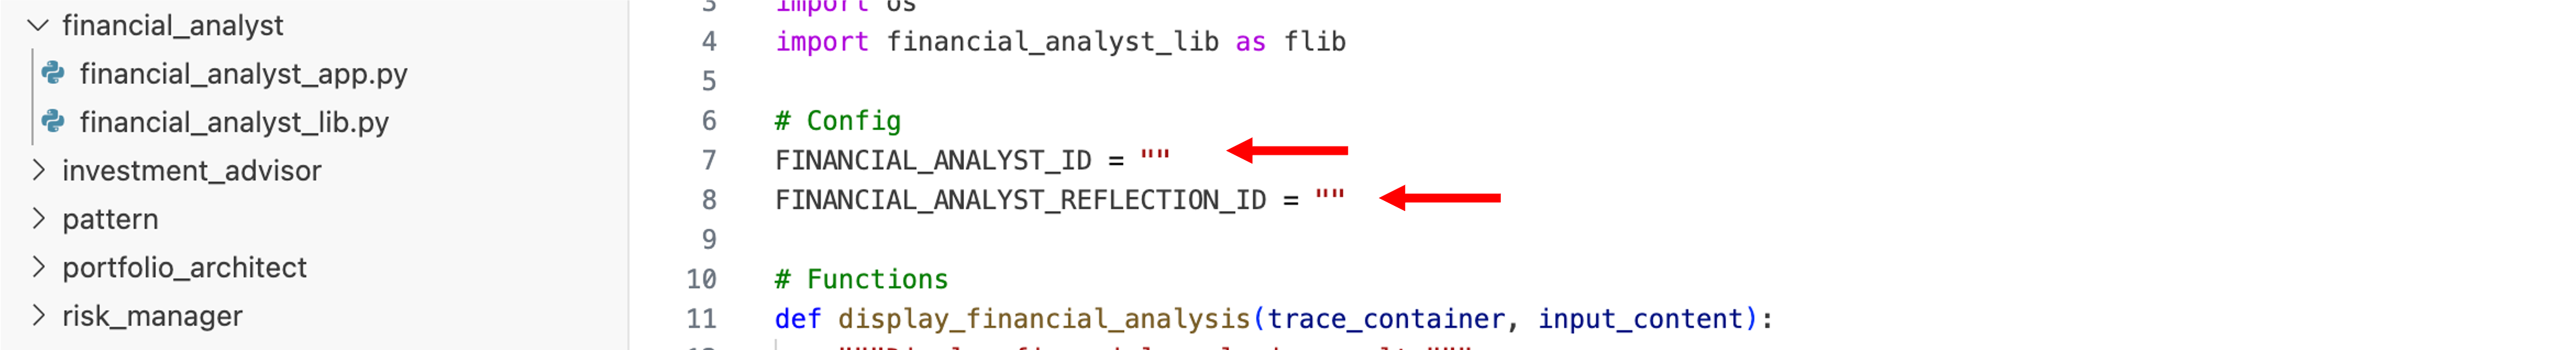 financial_analyst
financial_analyst_app.py
financial_analyst_lib.py
investment_advisor
pattern
portfolio_architect
risk_manager
3 import os
4 import financial_analyst_lib as flib
5
6 # Config
7 FINANCIAL_ANALYST_ID = ""
8 FINANCIAL_ANALYST_REFLECTION_ID = ""
9
10 # Functions
11 def display_financial_analysis(trace_container, input_content):